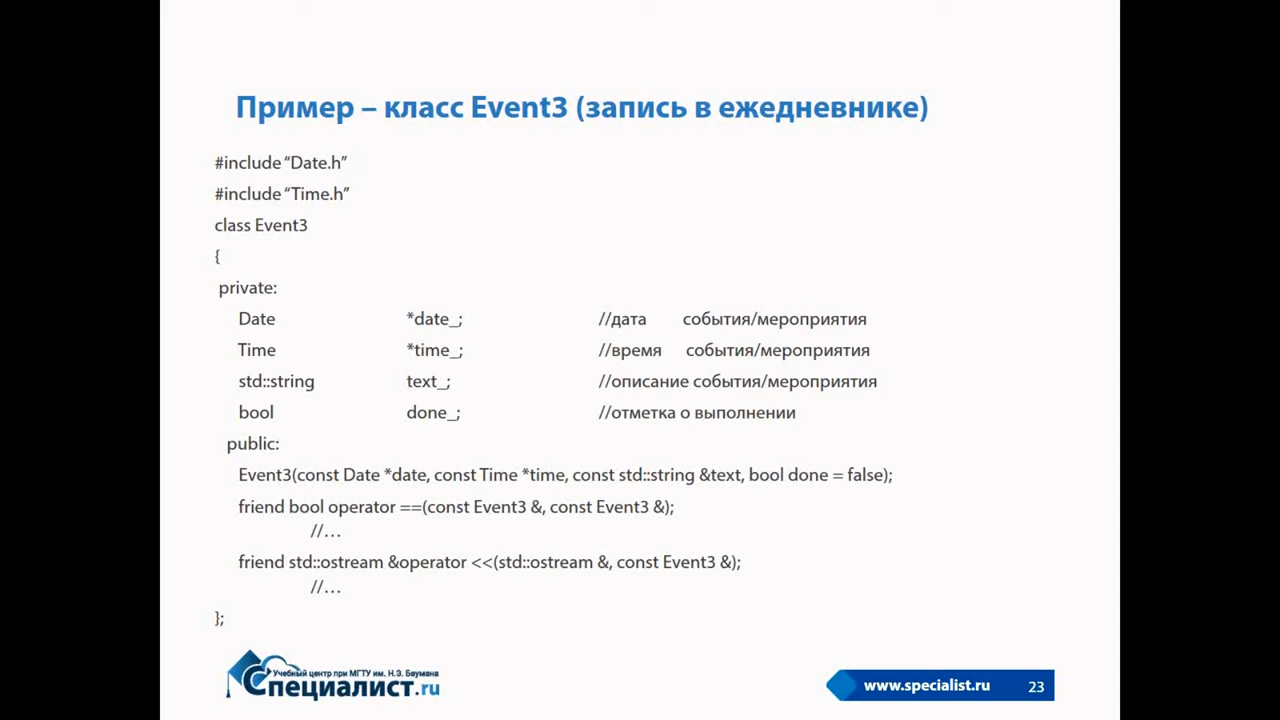 Пример – класс Event3 (запись в ежедневнике)
#include “Date.h”
#include “Time.h”
class Event3
{
private:
Date *date_; //дата события/мероприятия
Time *time_; //время события/мероприятия
std::string text_; //описание события/мероприятия
bool done_; //отметка о выполнении
public:
Event3(const Date *date, const Time *time, const std::string &text, bool done = false);
friend bool operator ==(const Event3 &, const Event3 &);
//…
friend std::ostream &operator <<(std::ostream &, const Event3 &);
//…
};
Учебный центр при МГТУ им. Н.Э. Баумана
Специалист.ru
www.specialist.ru 23